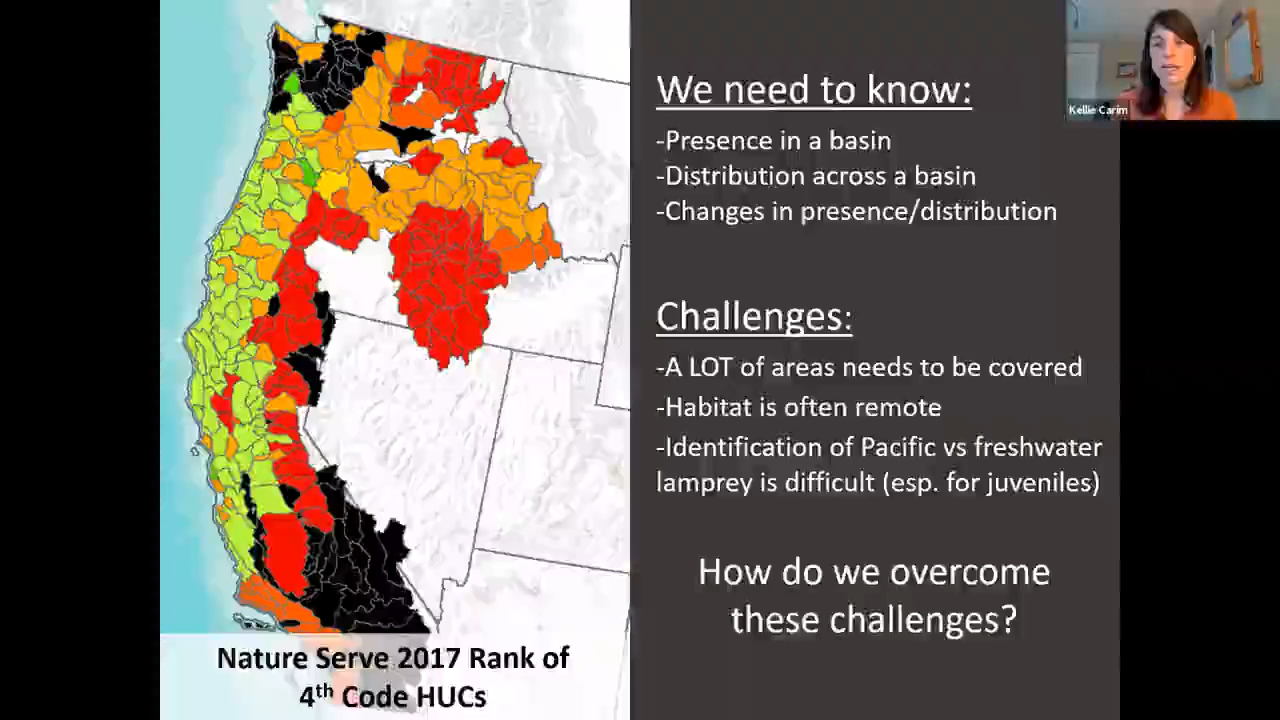 We need to know:
-Presence in a basin
-Distribution across a basin
-Changes in presence/distribution
Challenges:
-A LOT of areas needs to be covered
-Habitat is often remote
-Identification of Pacific vs freshwater
lamprey is difficult (esp. for juveniles)
How do we overcome
these challenges?
Nature Serve 2017 Rank of
4th Code HUCs
Kellie Carim